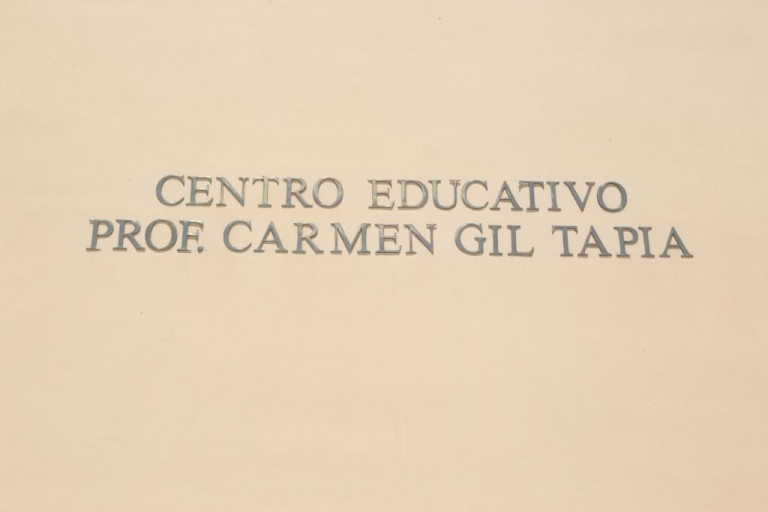 CENTRO EDUCATIVO
PROF. CARMEN GIL TAPIA